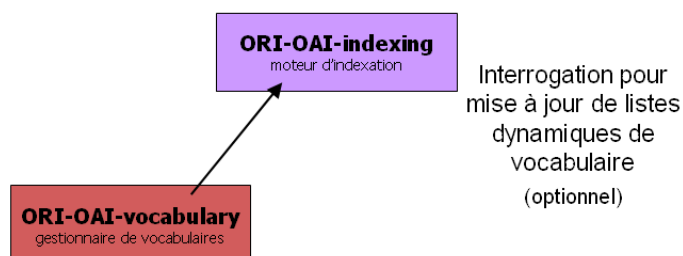 ORI-OAI-indexing
moteur d'indexation
Interrogation pour
mise à jour de listes
dynamiques de
vocabulaire
(optionnel)
ORI-OAI-vocabulary
gestionnaire de vocabulaires